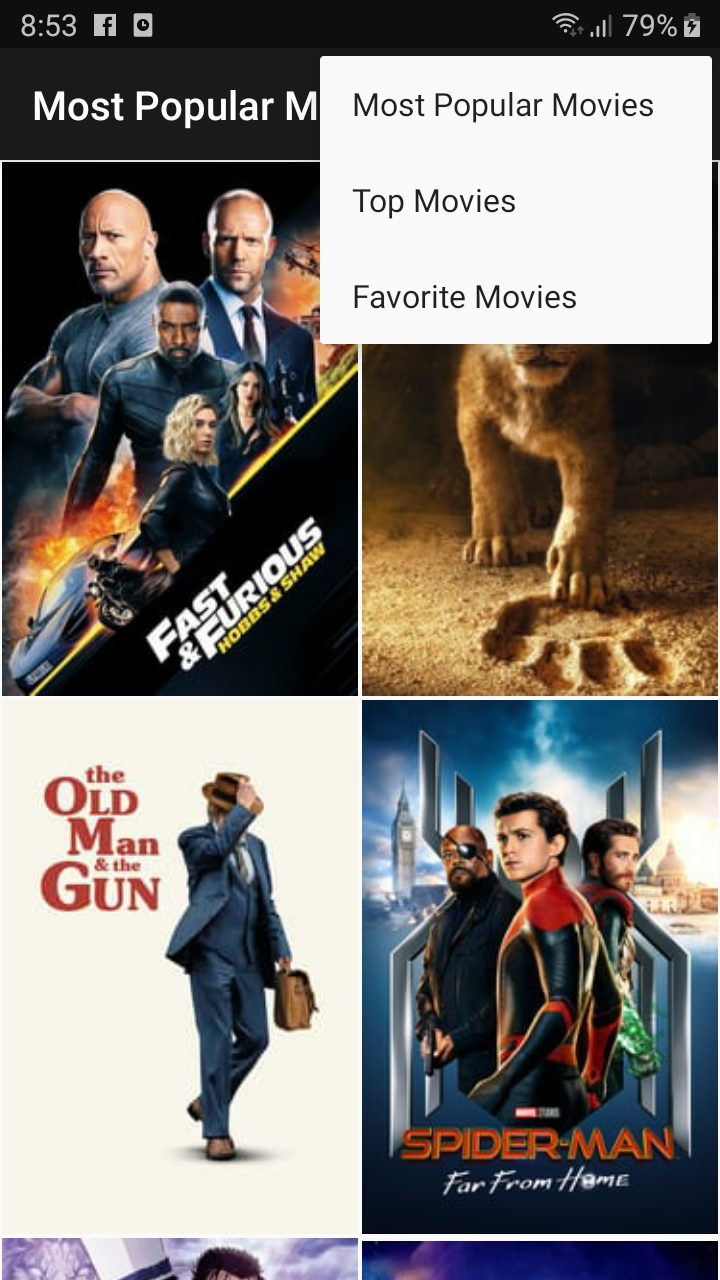 8:53
79%
Most Popular M
Most Popular Movies
Top Movies
Favorite Movies
FAST
& FURIOUS
HOBBS & SHAW
the
OLD
Man
& the
GUN
MARVEL STUDIOS
SPIDER-MAN
Far From Home